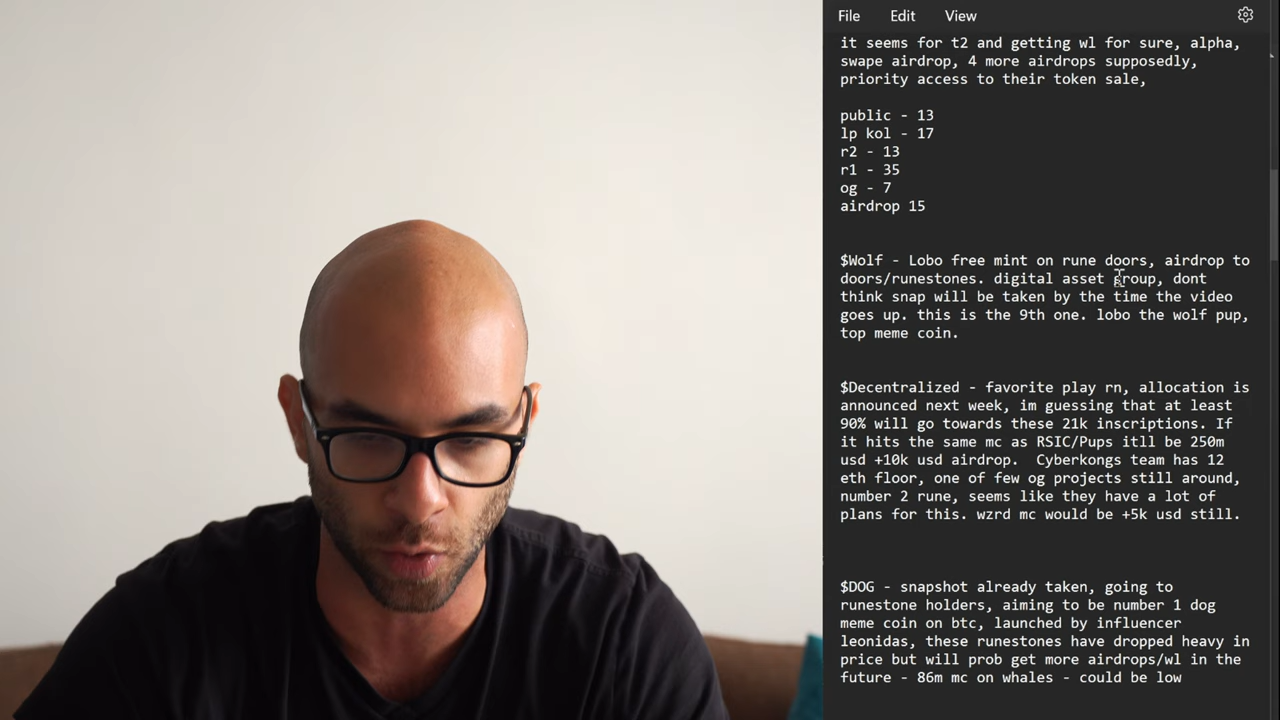 File Edit View
it seems for t2 and getting wl for sure, alpha,
swape airdrop, 4 more airdrops supposedly,
priority access to their token sale,
public - 13
lp kol - 17
r2 - 13
r1 - 35
og - 7
airdrop 15
$Wolf - Lobo free mint on rune doors, airdrop to
doors/runestones. digital asset group, dont
think snap will be taken by the time the video
goes up. this is the 9th one. lobo the wolf pup,
top meme coin.
$Decentralized - favorite play rn, allocation is
announced next week, im guessing that at least
90% will go towards these 21k inscriptions. If
it hits the same mc as RSIC/Pups itll be 250m
usd +10k usd airdrop.  Cyberkongs team has 12
eth floor, one of few og projects still around,
number 2 rune, seems like they have a lot of
plans for this. wzrd mc would be +5k usd still.
$DOG - snapshot already taken, going to
runestone holders, aiming to be number 1 dog
meme coin on btc, launched by influencer
leonidas, these runestones have dropped heavy in
price but will prob get more airdrops/wl in the
future - 86m mc on whales - could be low